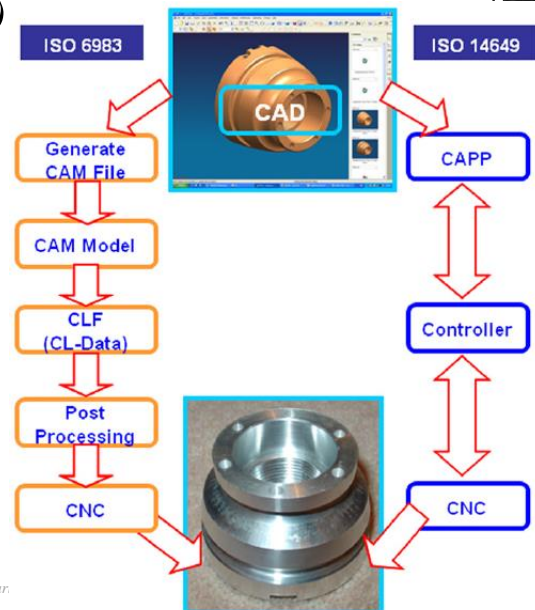 )
ISO 6983
ISO 14649
CAD
Generate
CAM File
CAPP
CAM Model
CLF
(CL-Data)
Controller
Post
Processing
CNC
CNC